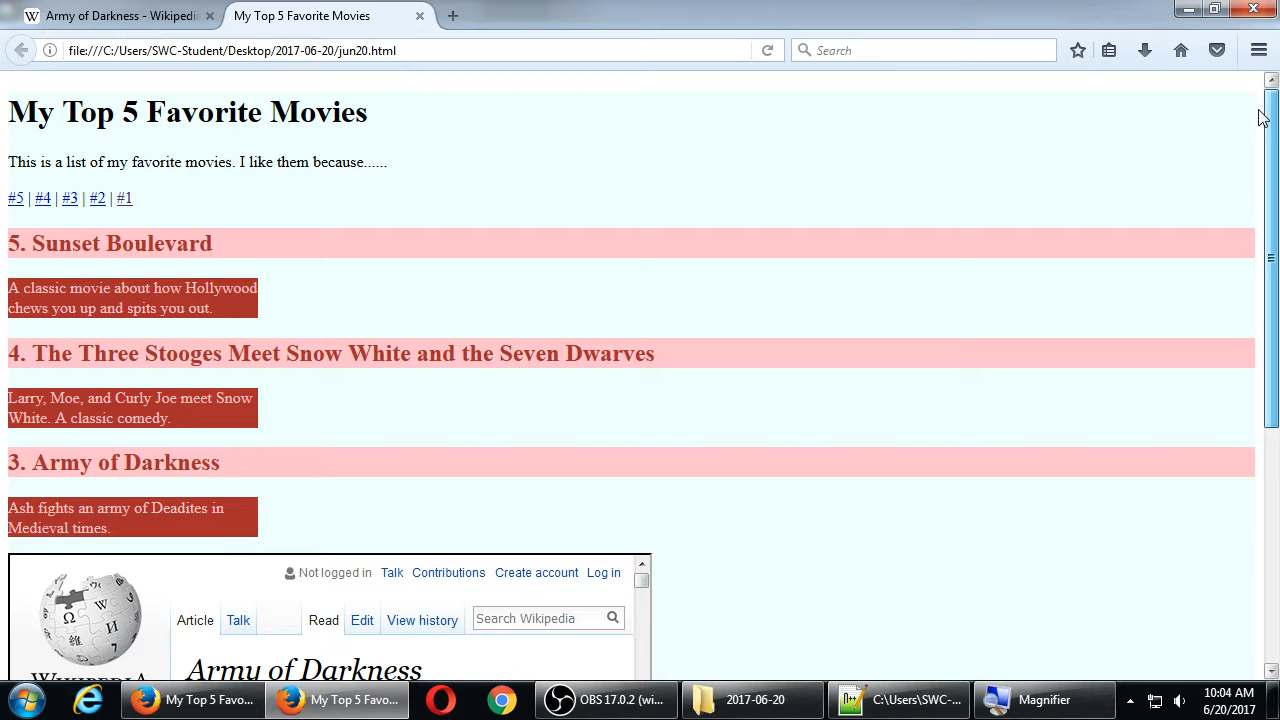 Army of Darkness - Wikipedi
My Top 5 Favorite Movies
file:///C:/Users/SWC-Student/Desktop/2017-06-20/jun20.html
Search
My Top 5 Favorite Movies
This is a list of my favorite movies. I like them because......
#5 | #4 | #3 | #2 | #1
5. Sunset Boulevard
A classic movie about how Hollywood
chews you up and spits you out.
4. The Three Stooges Meet Snow White and the Seven Dwarves
Larry, Moe, and Curly Joe meet Snow
White. A classic comedy.
3. Army of Darkness
Ash fights an army of Deadites in
Medieval times.
Not logged in Talk Contributions Create account Log in
Article Talk Read Edit View history Search Wikipedia
Army of Darkness
WIKIPEDIA
My Top 5 Favo...
My Top 5 Favo...
OBS 17.0.2 (wi...
2017-06-20
C:\Users\SWC-...
Magnifier
10:04 AM
6/20/2017